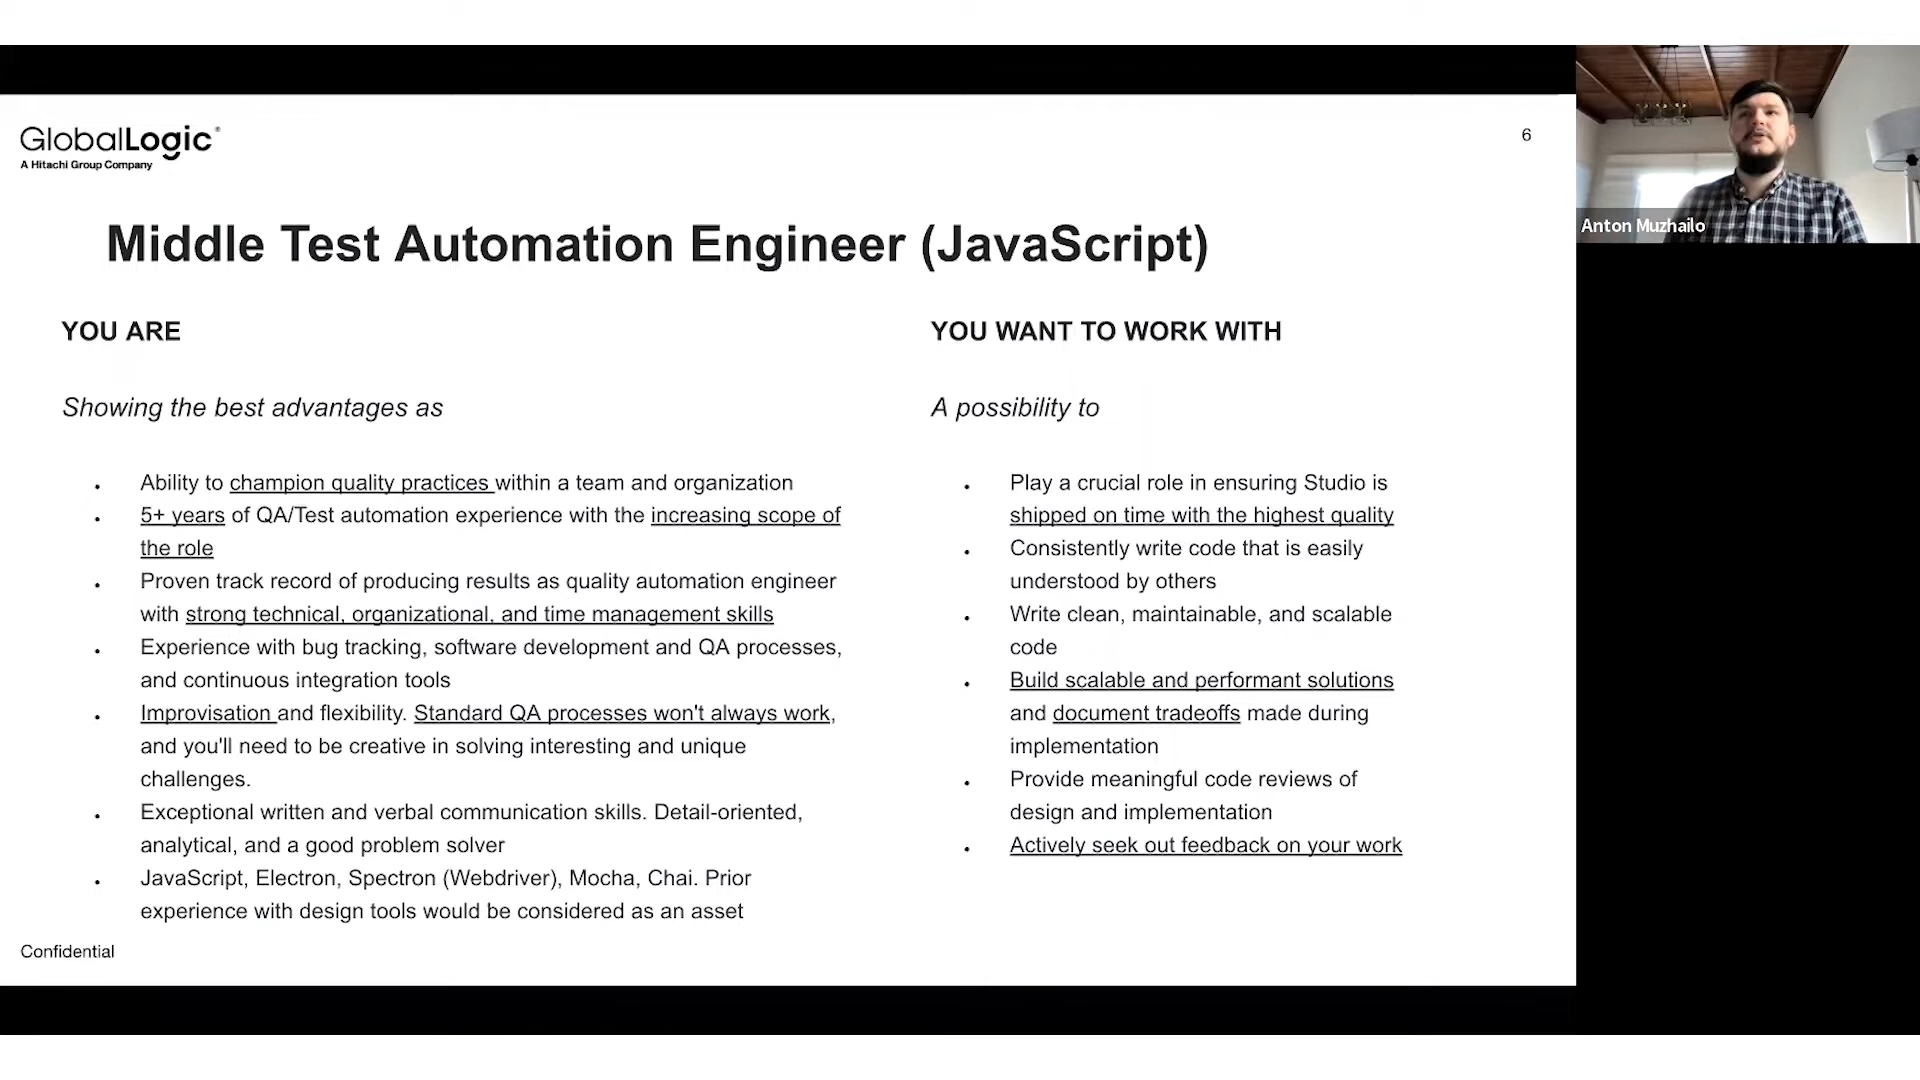 GlobalLogic®
A Hitachi Group Company
6
Anton Muzhailo
Middle Test Automation Engineer (JavaScript)
YOU ARE
Showing the best advantages as
• Ability to champion quality practices within a team and organization
• 5+ years of QA/Test automation experience with the increasing scope of
the role
• Proven track record of producing results as quality automation engineer
with strong technical, organizational, and time management skills
• Experience with bug tracking, software development and QA processes,
and continuous integration tools
• Improvisation and flexibility. Standard QA processes won't always work,
and you'll need to be creative in solving interesting and unique
challenges.
• Exceptional written and verbal communication skills. Detail-oriented,
analytical, and a good problem solver
• JavaScript, Electron, Spectron (Webdriver), Mocha, Chai. Prior
experience with design tools would be considered as an asset
YOU WANT TO WORK WITH
A possibility to
• Play a crucial role in ensuring Studio is
shipped on time with the highest quality
• Consistently write code that is easily
understood by others
• Write clean, maintainable, and scalable
code
• Build scalable and performant solutions
and document tradeoffs made during
implementation
• Provide meaningful code reviews of
design and implementation
• Actively seek out feedback on your work
Confidential